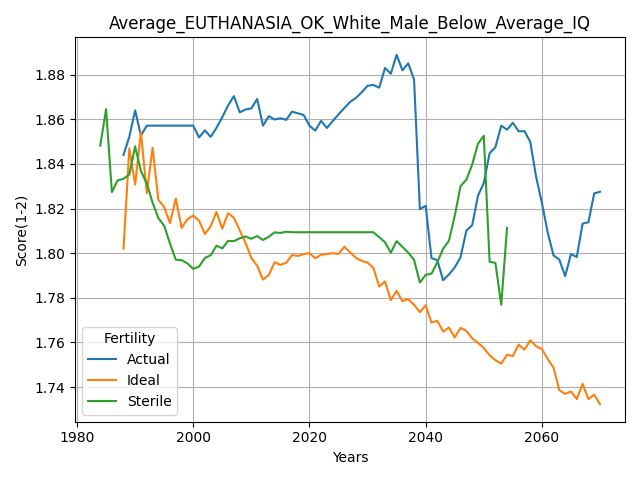 Average_EUTHANASIA_OK_White_Male_Below_Average_IQ
Score(1-2)
1.88
1.86
1.84
1.82
1.80
1.78
1.76
1.74
Fertility
Actual
Ideal
Sterile
1980 2000 2020 2040 2060
Years